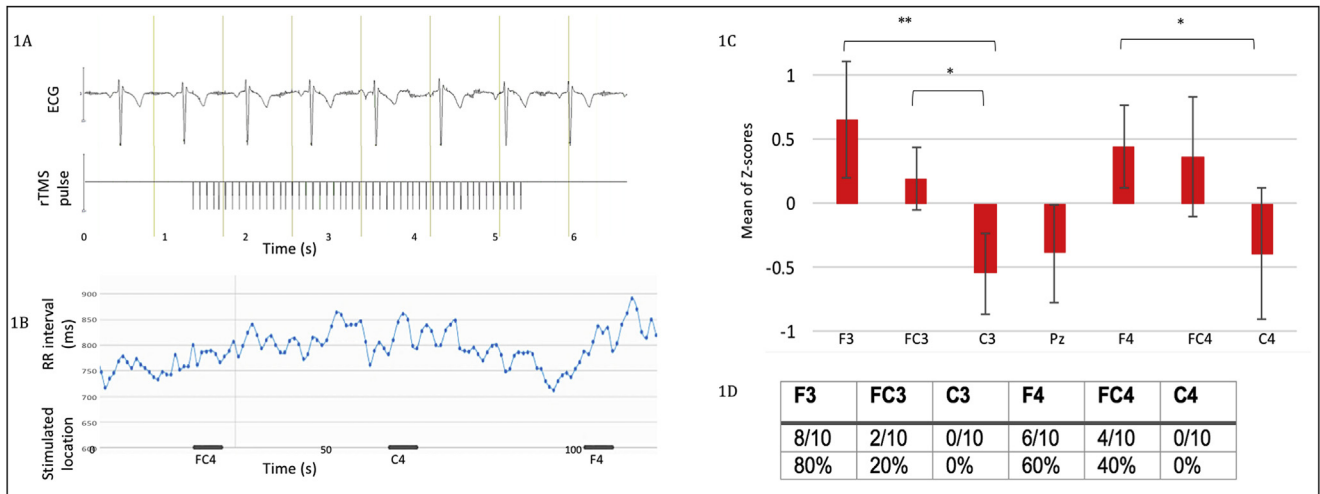 1A
ECG
rTMS
pulse
0 1 2 3 4 5 6
Time (s)
1B
900
850
800
750
700
650
RR interval
(ms)
Stimulated
location
0 50 100
FC4 C4 F4
Time (s)
1C
** * *
Mean of Z-scores
1
0.5
0
-0.5
-1
F3 FC3 C3 Pz F4 FC4 C4
1D
F3 FC3 C3 F4 FC4 C4
8/10 2/10 0/10 6/10 4/10 0/10
80% 20% 0% 60% 40% 0%